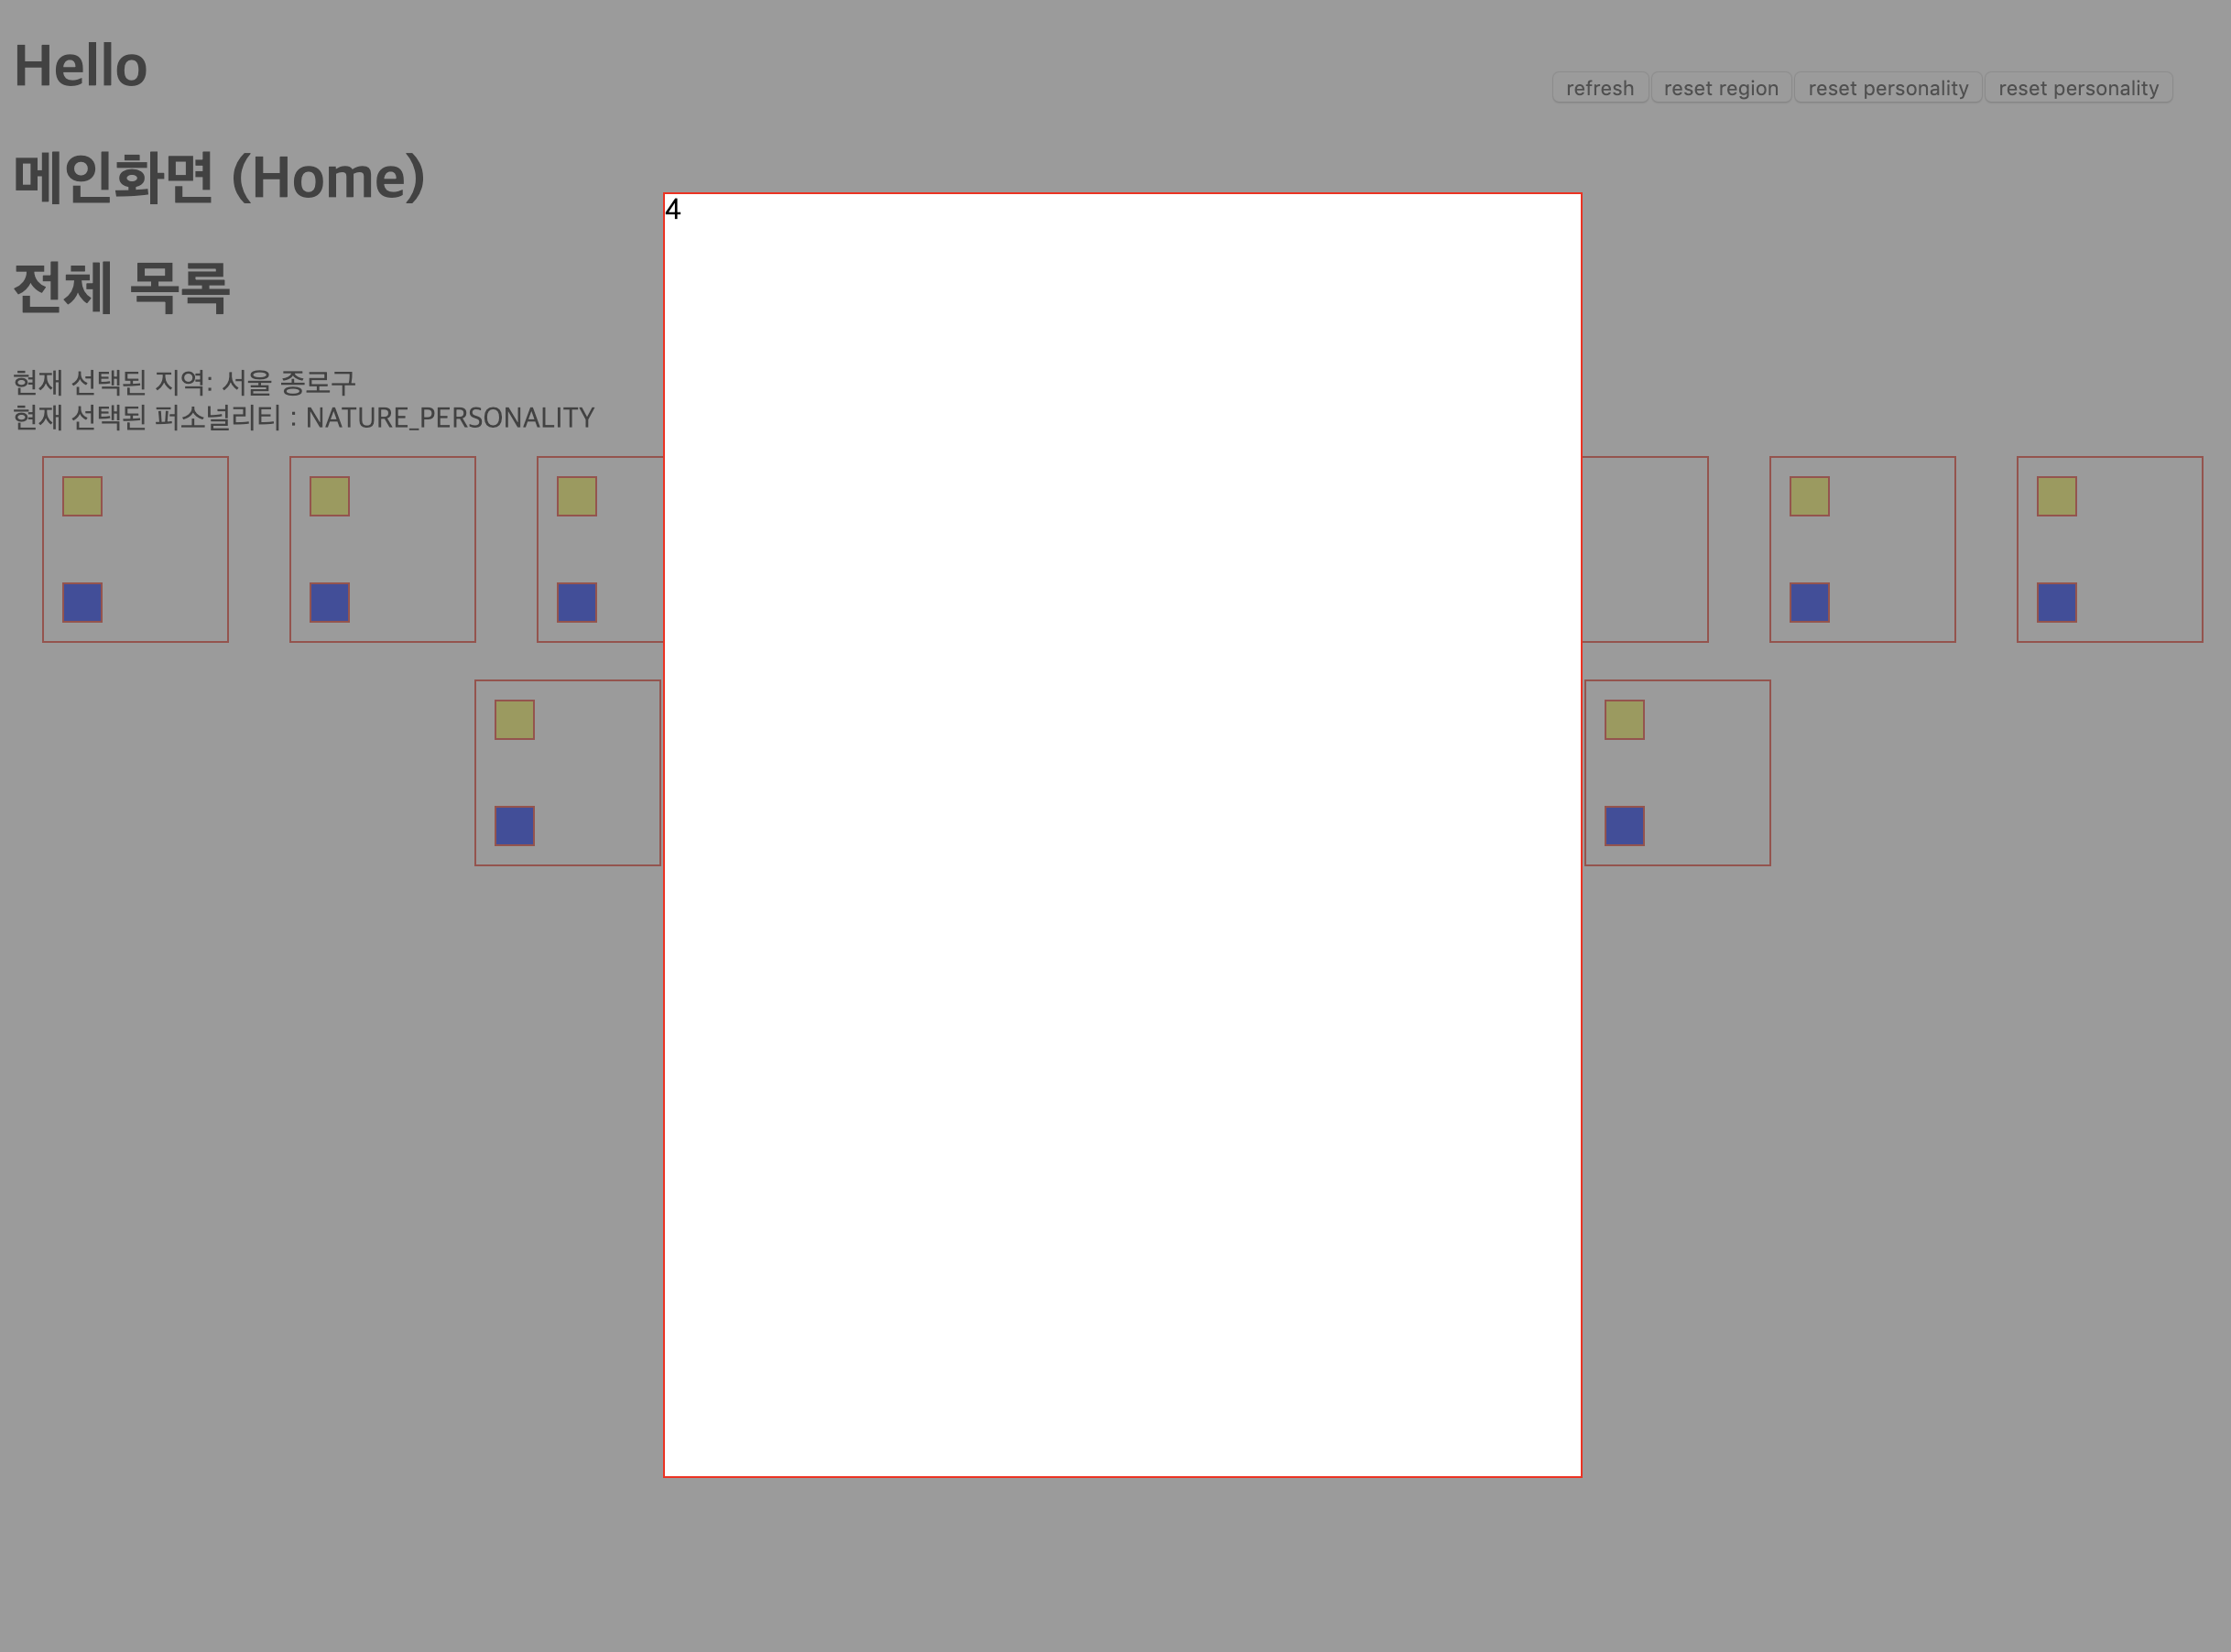 Hello
refresh reset region reset personality reset personality
메인화면 (Home)
4
전체 목록
현재 선택된 지역: 서울 종로구
현재 선택된 퍼소널리티 : NATURE_PERSONALITY